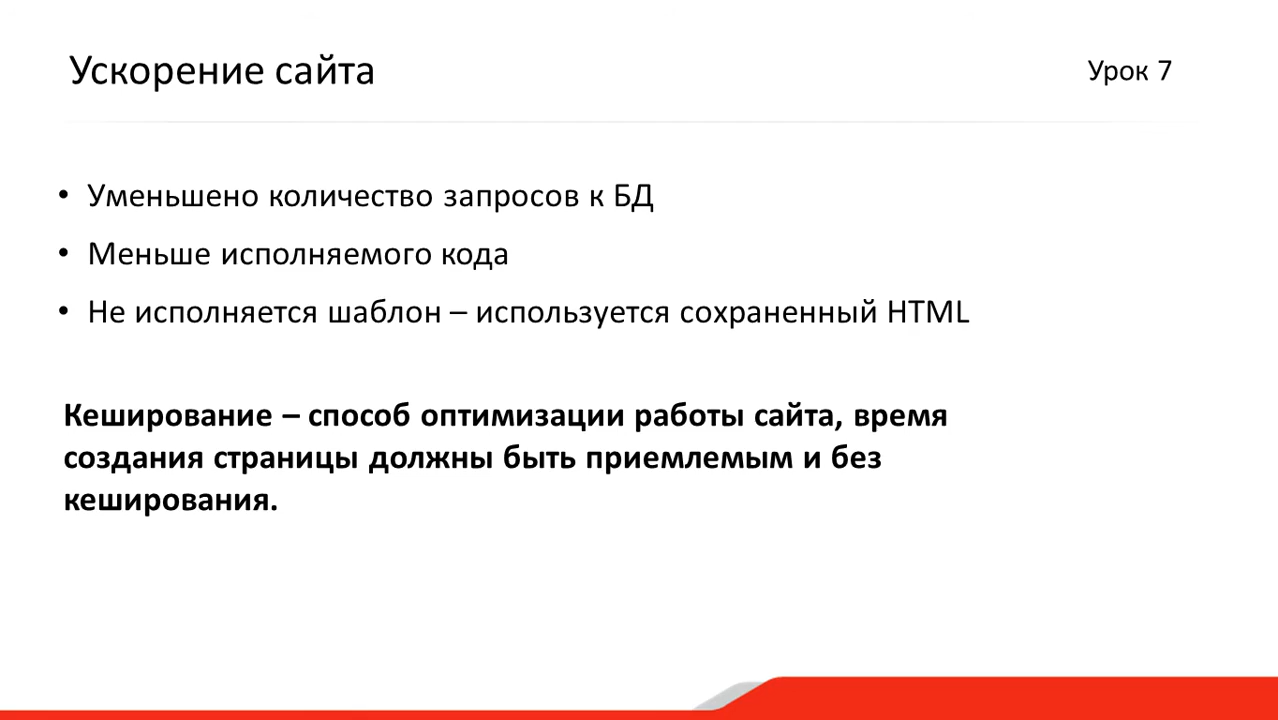 Ускорение сайта
Урок 7
• Уменьшено количество запросов к БД
• Меньше исполняемого кода
• Не исполняется шаблон – используется сохраненный HTML
Кеширование – способ оптимизации работы сайта, время
создания страницы должны быть приемлемым и без
кеширования.